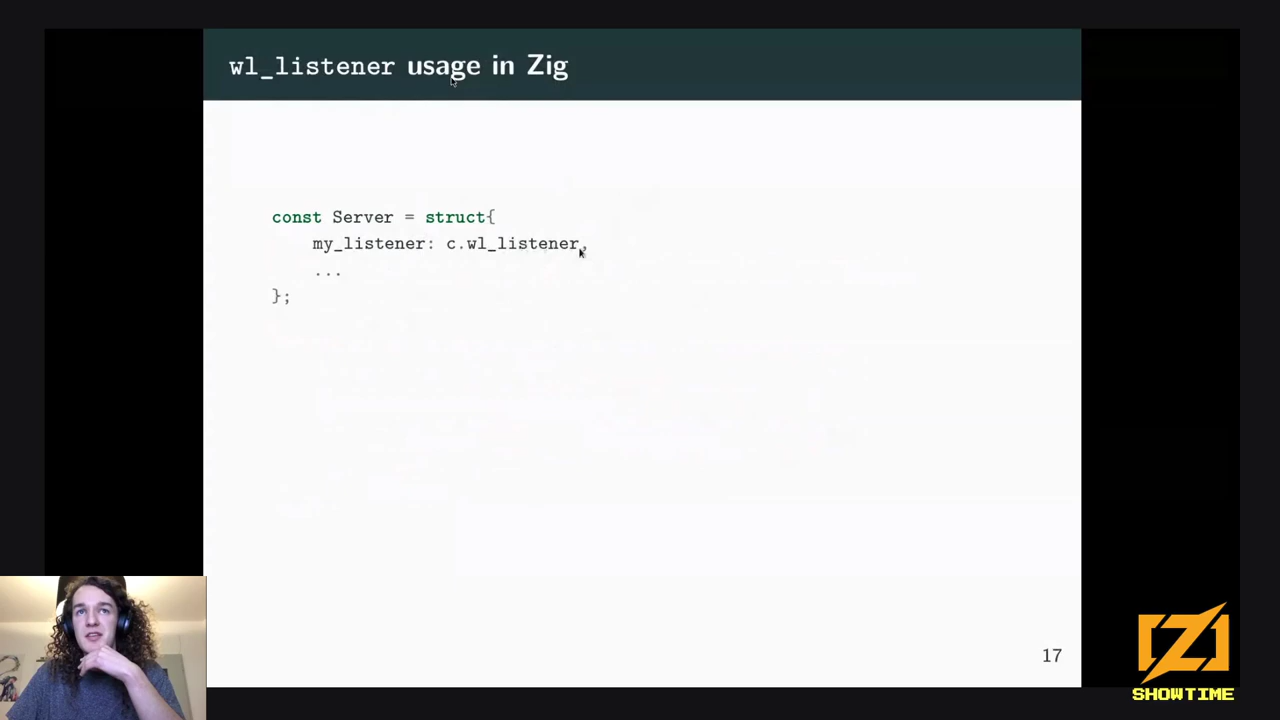 wl_listener usage in Zig
const Server = struct{
    my_listener: c.wl_listener,
    ...
};
17
Z
SHOWTIME